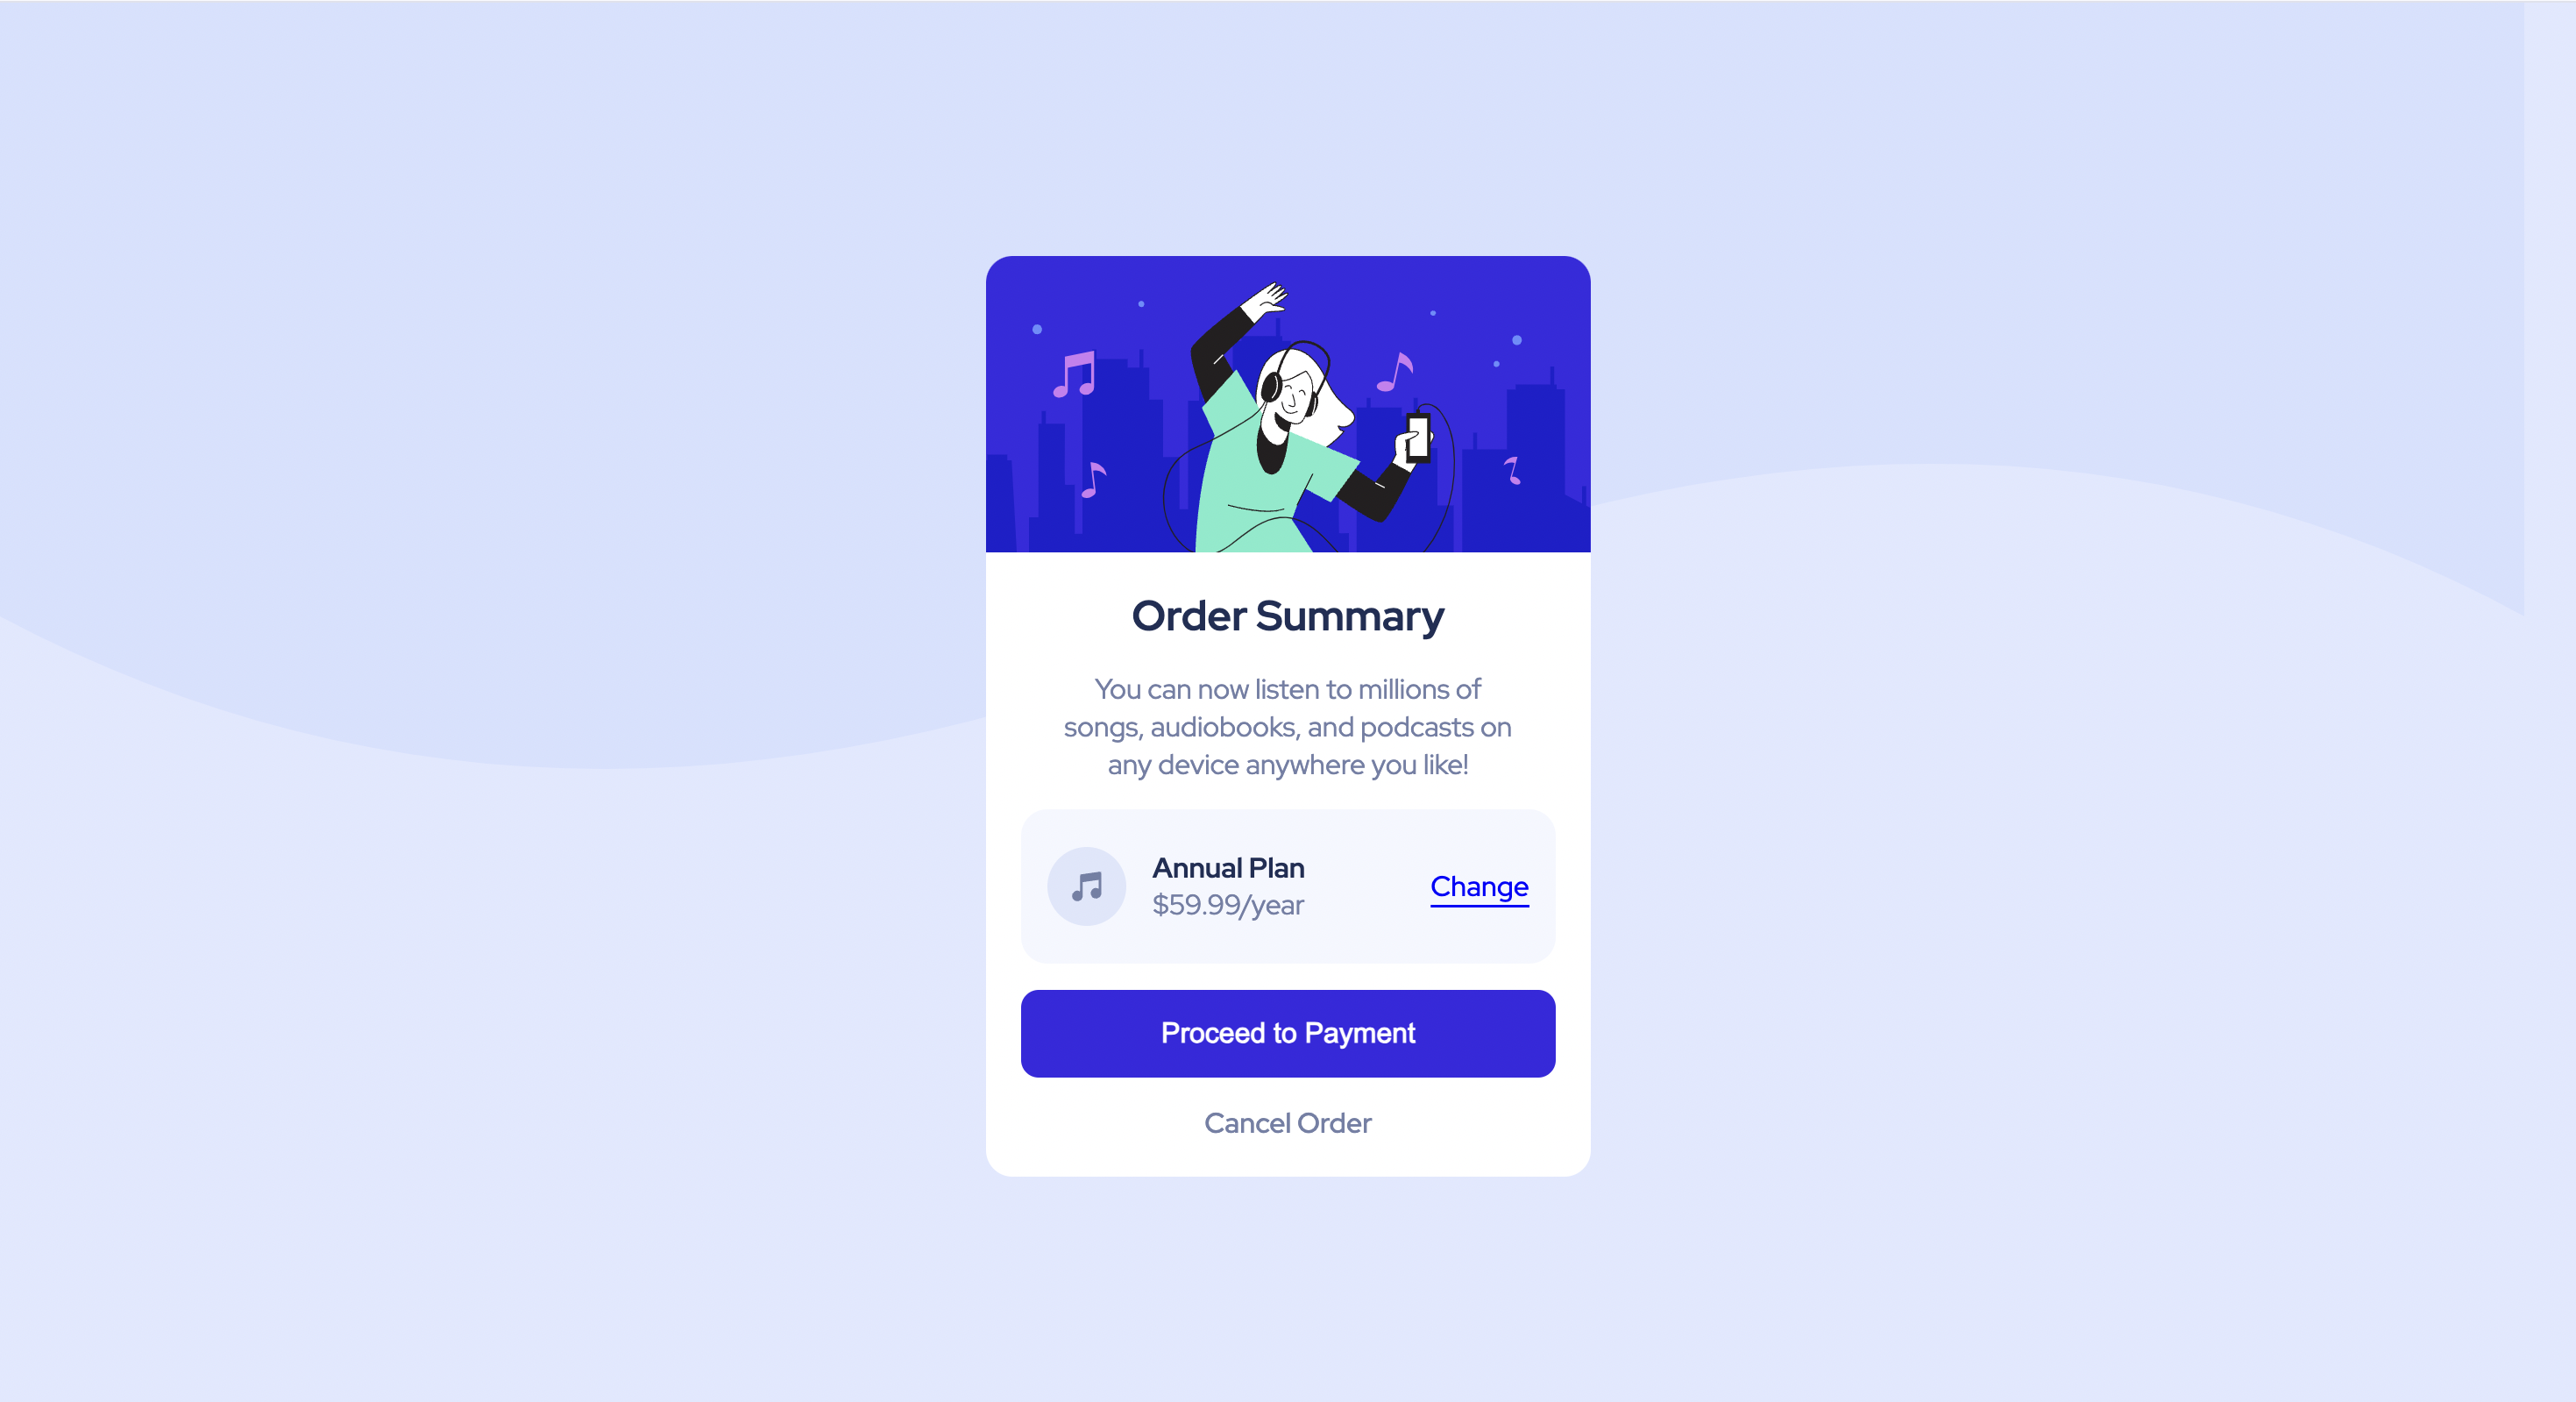 Order Summary
You can now listen to millions of
songs, audiobooks, and podcasts on
any device anywhere you like!
Annual Plan
$59.99/year
Change
Proceed to Payment
Cancel Order